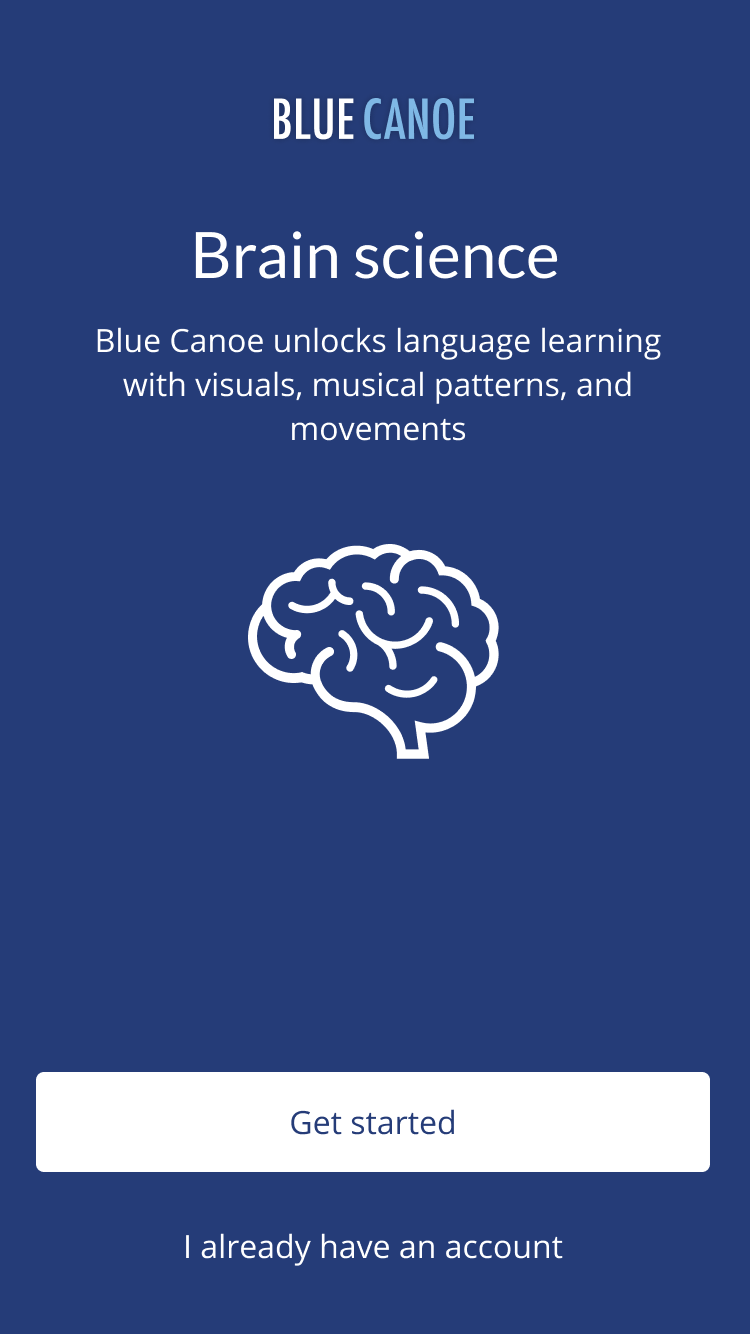 BLUE CANOE
Brain science
Blue Canoe unlocks language learning
with visuals, musical patterns, and
movements
Get started
I already have an account